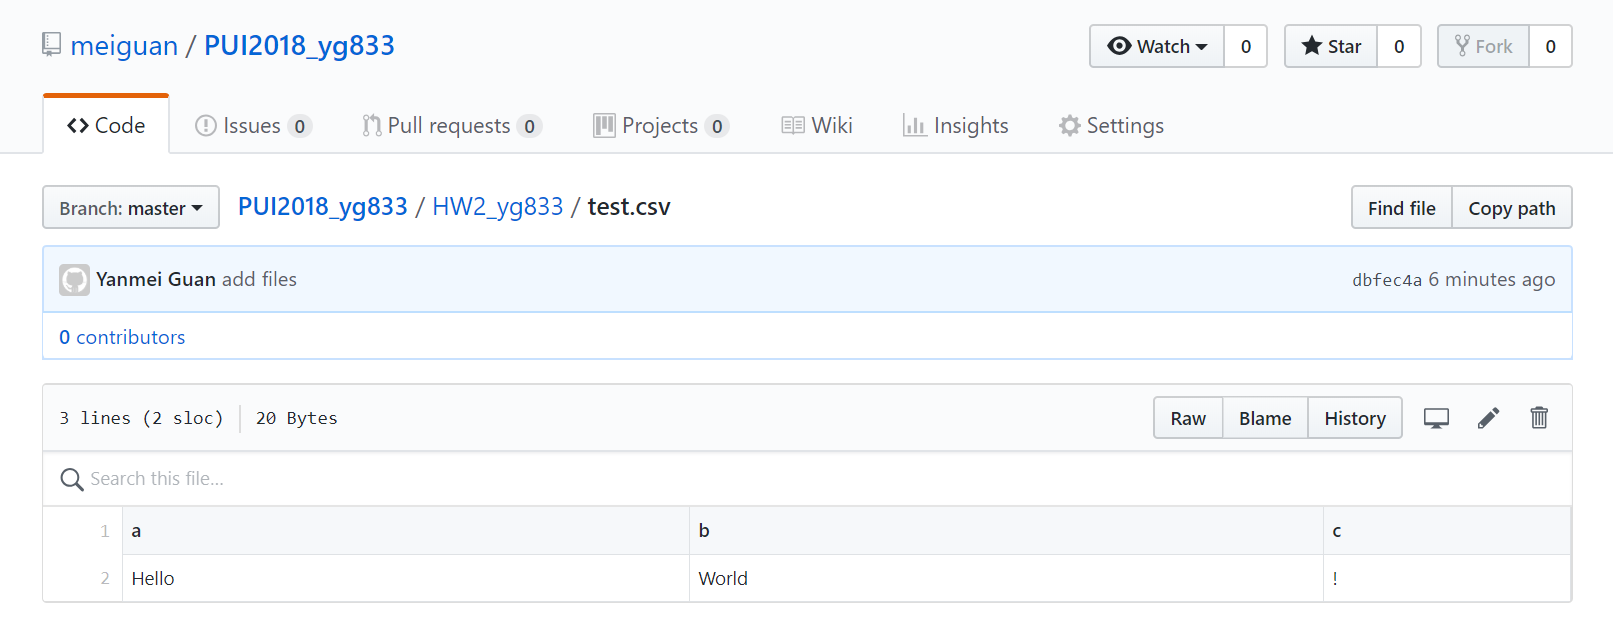 meiguan / PUI2018_yg833 Watch 0 Star 0 Fork 0
Code Issues 0 Pull requests 0 Projects 0 Wiki Insights Settings
Branch: master PUI2018_yg833 / HW2_yg833 / test.csv Find file Copy path
Yanmei Guan add files dbfec4a 6 minutes ago
0 contributors
3 lines (2 sloc) 20 Bytes Raw Blame History
Search this file...
1 a b c
2 Hello World !